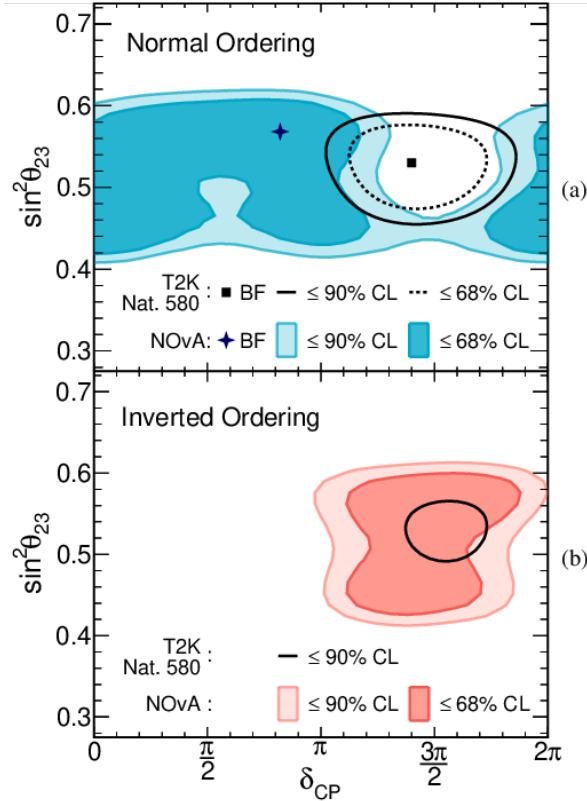 0.7
Normal Ordering
0.6
0.5
sin²θ₂₃
(a)
0.4
T2K
Nat. 580 : BF ≤ 90% CL ≤ 68% CL
NOvA: BF ≤ 90% CL ≤ 68% CL
0.3
0.7
Inverted Ordering
0.6
sin²θ₂₃
0.5
(b)
0.4
T2K
Nat. 580 : ≤ 90% CL
NOvA : ≤ 90% CL ≤ 68% CL
0.3
0 π/2 π 3π/2 2π
δCP